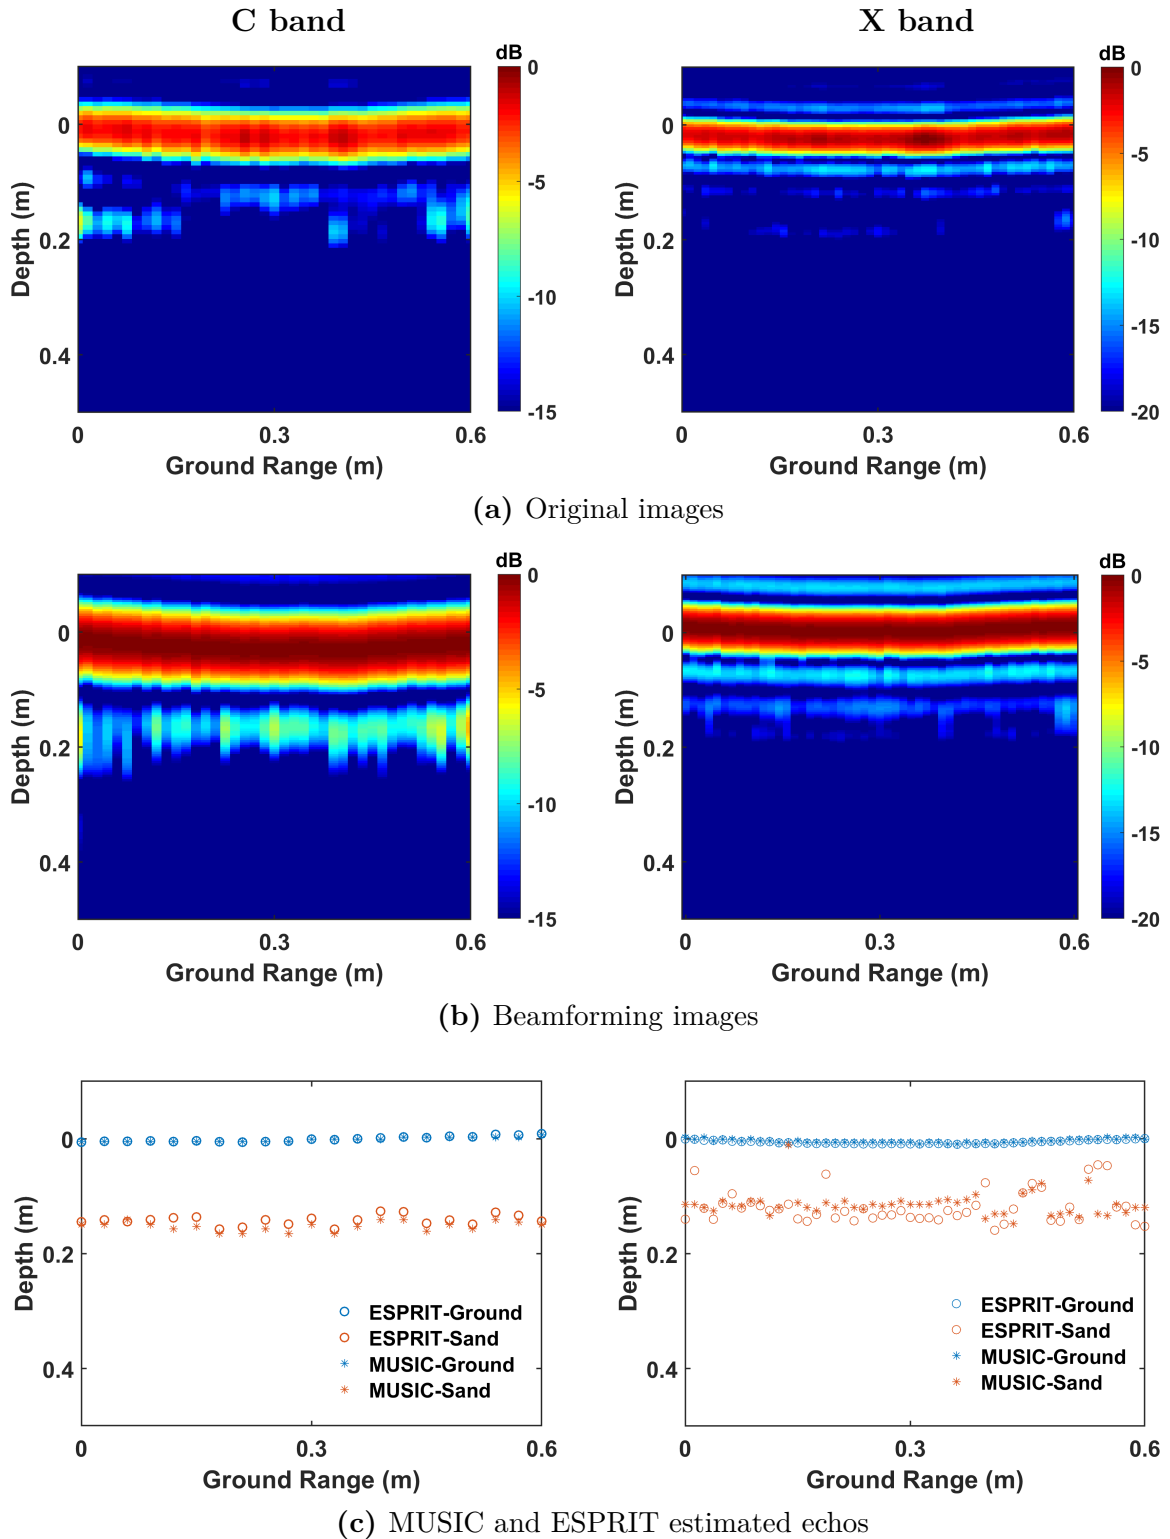 C band
X band
dB
0
-5
-10
-15
0
0.2
0.4
Depth (m)
0
0.3
0.6
Ground Range (m)
dB
0
-5
-10
-15
-20
0
0.2
0.4
Depth (m)
0
0.3
0.6
Ground Range (m)
(a) Original images
dB
0
-5
-10
-15
0
0.2
0.4
Depth (m)
0
0.3
0.6
Ground Range (m)
dB
0
-5
-10
-15
-20
0
0.2
0.4
Depth (m)
0
0.3
0.6
Ground Range (m)
(b) Beamforming images
0
0.2
0.4
Depth (m)
ESPRIT-Ground
ESPRIT-Sand
MUSIC-Ground
MUSIC-Sand
0
0.3
0.6
Ground Range (m)
0
0.2
0.4
Depth (m)
ESPRIT-Ground
ESPRIT-Sand
MUSIC-Ground
MUSIC-Sand
0
0.3
0.6
Ground Range (m)
(c) MUSIC and ESPRIT estimated echos